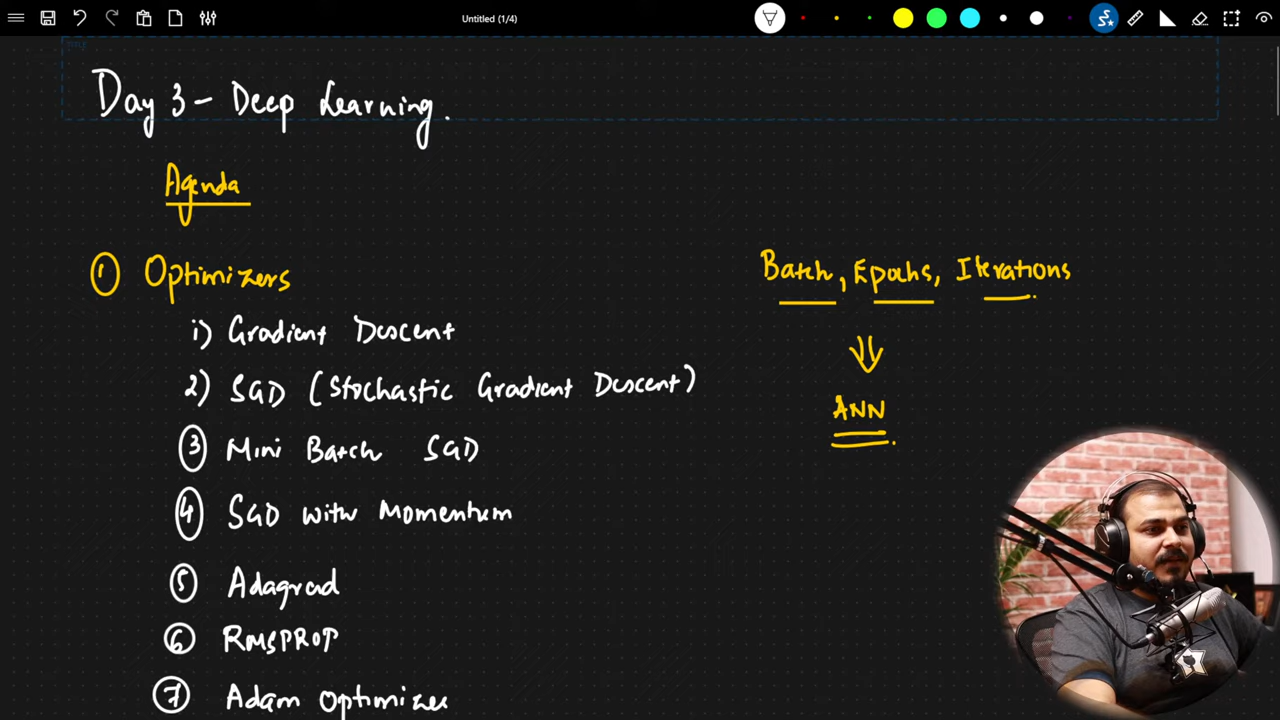 Untitled (1/4)
TITLE
Day 3 - Deep Learning.
Agenda
① Optimizers
i) Gradient Descent
2) SGD (Stochastic Gradient Descent)
③ Mini Batch SGD
④ SGD with Momentum
⑤ Adagrad
⑥ RMSPROP
⑦ Adam Optimizer
Batch, Epochs, Iterations
⇓
ANN